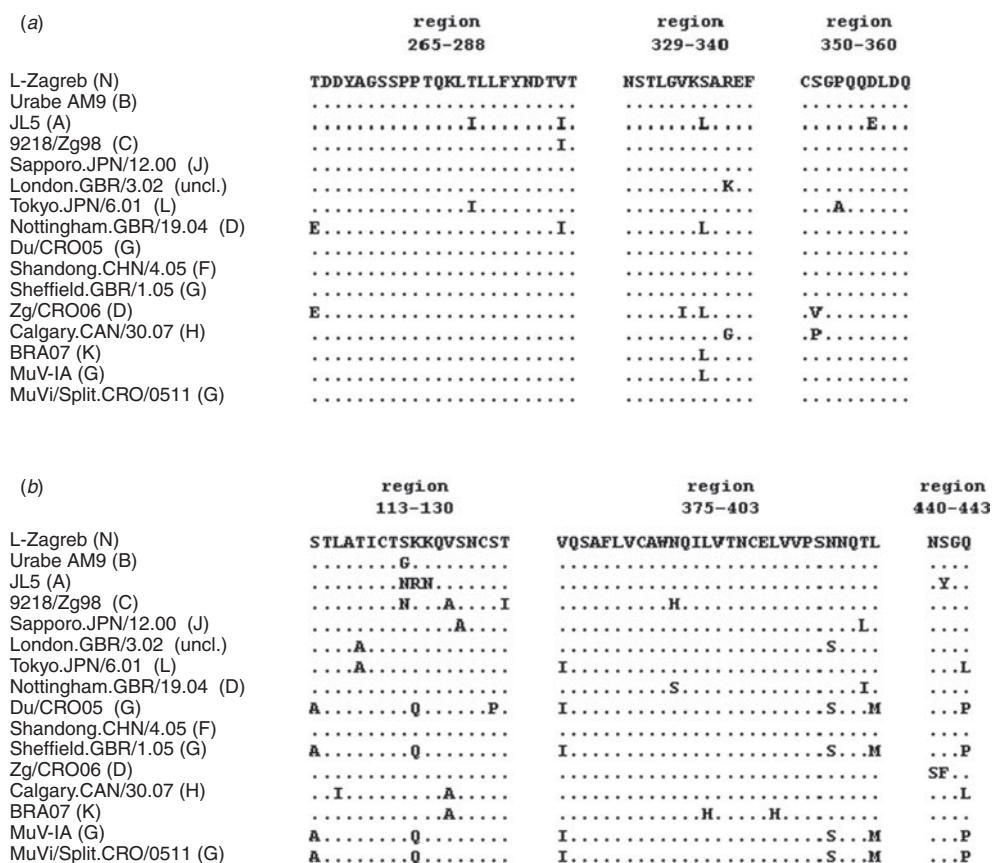 (a) region region region
265–288 329–340 350–360
L-Zagreb (N) TDDYAGSSPPTQKLTLLFYNDTVT NSTLGVKSAREF CSGPQQDLDQ
Urabe AM9 (B) ........................ ............ ..........
JL5 (A) ..............I.......I. .......L.... ......E...
9218/Zg98 (C) ......................I. ............ ..........
Sapporo.JPN/12.00 (J) ........................ ............ ..........
London.GBR/3.02 (uncl.) ........................ .........K.. ..........
Tokyo.JPN/6.01 (L) ..............I......... ............ ...A......
Nottingham.GBR/19.04 (D) E.....................I. .......L.... ..........
Du/CRO05 (G) ........................ ............ ..........
Shandong.CHN/4.05 (F) ........................ ............ ..........
Sheffield.GBR/1.05 (G) ........................ ............ ..........
Zg/CRO06 (D) E....................... .....I.L.... .V........
Calgary.CAN/30.07 (H) ........................ .........G.. .P........
BRA07 (K) ........................ .......L.... ..........
MuV-IA (G) ........................ .......L.... ..........
MuVi/Split.CRO/0511 (G) ........................ ............ ..........
(b) region region region
113–130 375–403 440–443
L-Zagreb (N) STLATICTSKKQVSNCST VQSAFLVCAWNQILVTNCELVVPSNNQTL NSGQ
Urabe AM9 (B) ........G......... ............................. ....
JL5 (A) ........NRN....... ............................. .Y..
9218/Zg98 (C) ........N...A....I ..........H.................. ....
Sapporo.JPN/12.00 (J) .............A.... ...........................L. ....
London.GBR/3.02 (uncl.) ....A............. ........................S.... ....
Tokyo.JPN/6.01 (L) ....A............. I............................ ...L
Nottingham.GBR/19.04 (D) .................. ..........S................I. ....
Du/CRO05 (G) A........Q......P. I.......................S...M ...P
Shandong.CHN/4.05 (F) .................. ............................. ....
Sheffield.GBR/1.05 (G) A........Q........ I.......................S...M ...P
Zg/CRO06 (D) .................. ............................. SF..
Calgary.CAN/30.07 (H) ..I.........A..... ............................. ...L
BRA07 (K) ............A..... .............H.....H......... ....
MuV-IA (G) A........Q........ I.......................S...M ...P
MuVi/Split.CRO/0511 (G) A........Q........ I.......................S...M ...P